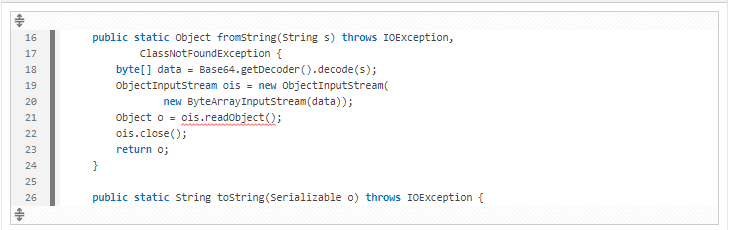 16 public static Object fromString(String s) throws IOException,
17 ClassNotFoundException {
18 byte[] data = Base64.getDecoder().decode(s);
19 ObjectInputStream ois = new ObjectInputStream(
20 new ByteArrayInputStream(data));
21 Object o = ois.readObject();
22 ois.close();
23 return o;
24 }
25
26 public static String toString(Serializable o) throws IOException {